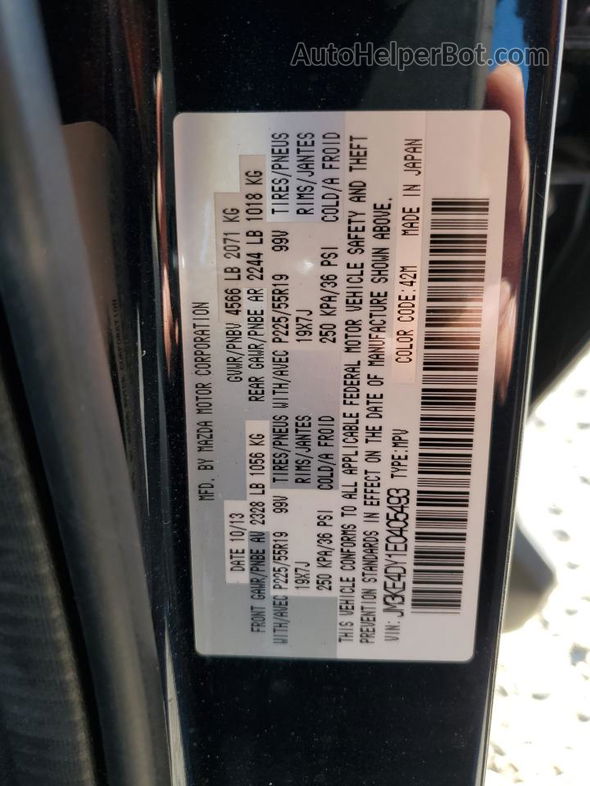 AutoHelperBot.com
MFD. BY MAZDA MOTOR CORPORATION
DATE 10/13 GVWR/PNBV 4566 LB 2071 KG
FRONT GAWR/PNBE AV 2328 LB 1056 KG REAR GAWR/PNBE AR 2244 LB 1018 KG
WITH/AVEC P225/55R19 99V TIRES/PNEUS WITH/AVEC P225/55R19 99V TIRES/PNEUS
19X7J RIMS/JANTES 19X7J RIMS/JANTES
250 KPA/36 PSI COLD/A FROID 250 KPA/36 PSI COLD/A FROID
THIS VEHICLE CONFORMS TO ALL APPLICABLE FEDERAL MOTOR VEHICLE SAFETY AND THEFT
PREVENTION STANDARDS IN EFFECT ON THE DATE OF MANUFACTURE SHOWN ABOVE.
VIN: JM3KE4DY1E0405493 TYPE:MPV COLOR CODE:42M MADE IN JAPAN